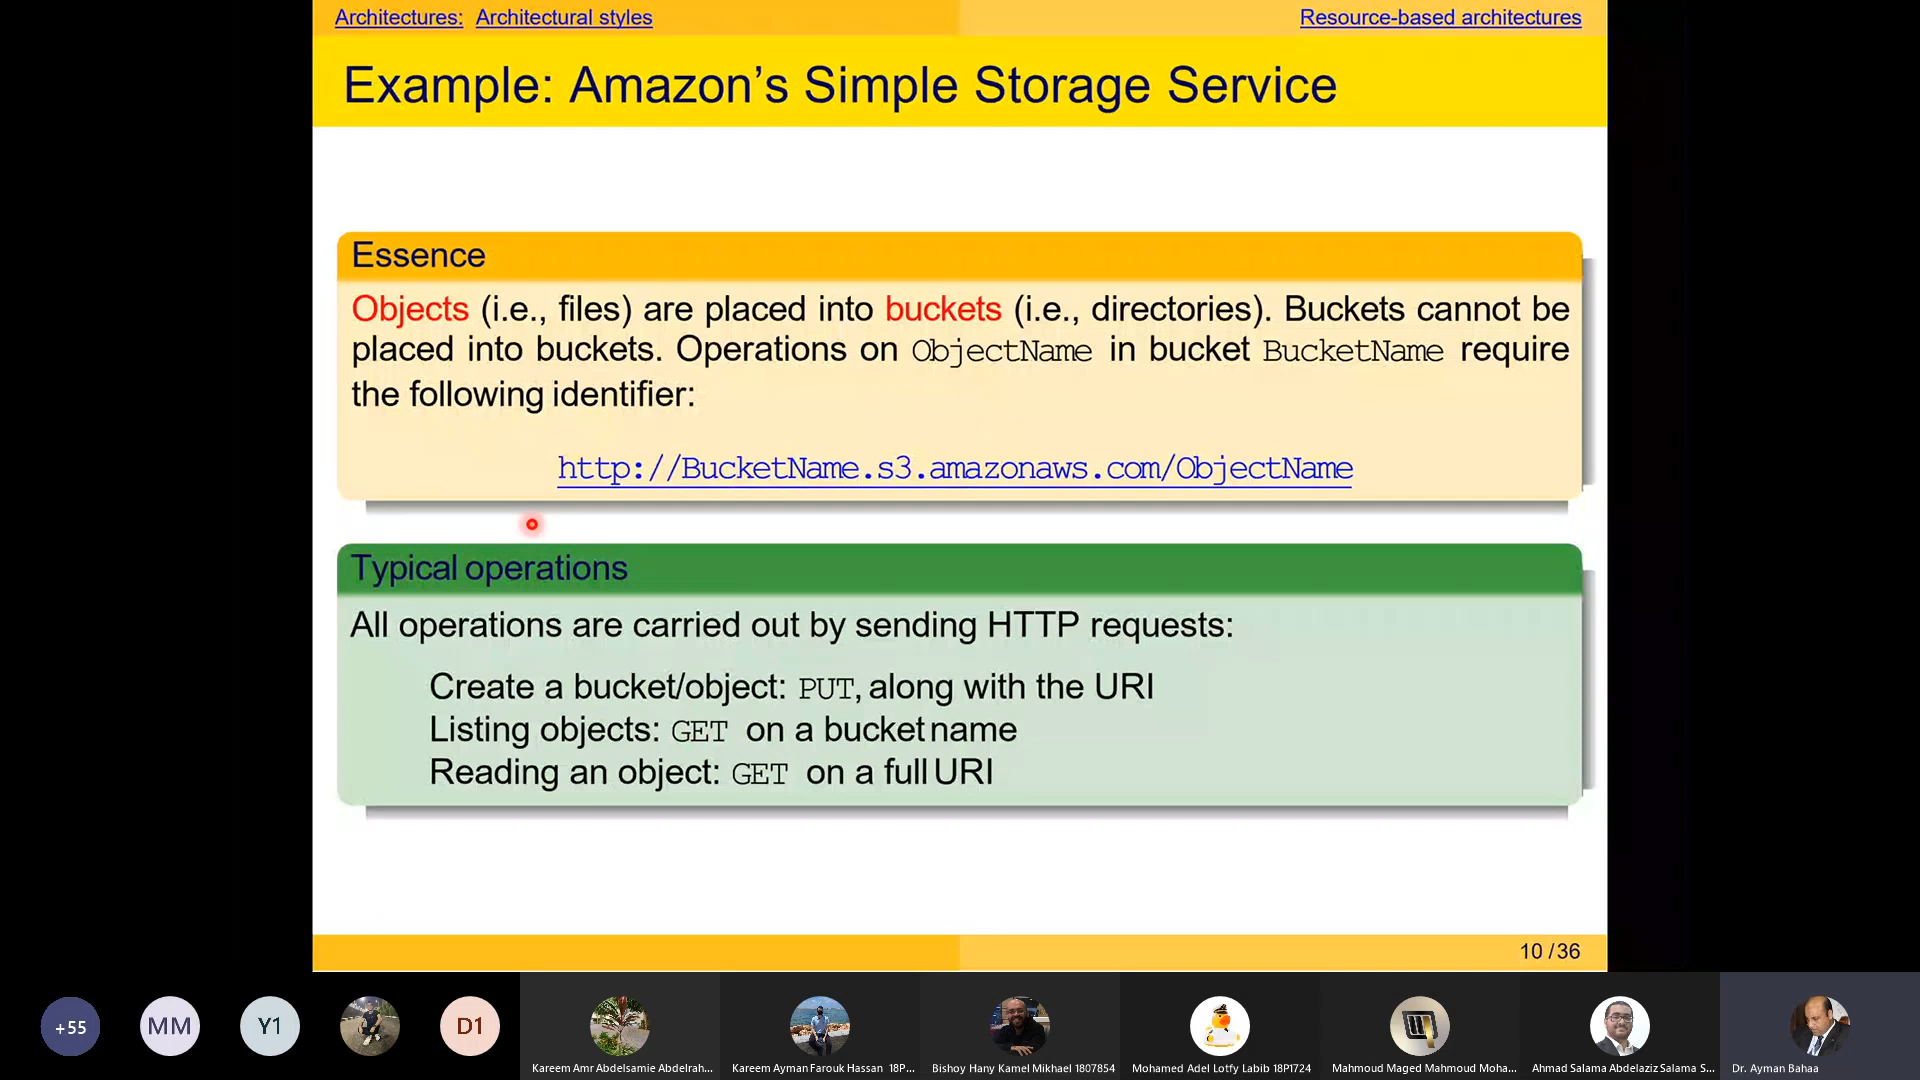 Architectures: Architectural styles Resource-based architectures
Example: Amazon’s Simple Storage Service
Essence
Objects (i.e., files) are placed into buckets (i.e., directories). Buckets cannot be
placed into buckets. Operations on ObjectName in bucket BucketName require
the following identifier:
http://BucketName.s3.amazonaws.com/ObjectName
Typical operations
All operations are carried out by sending HTTP requests:
Create a bucket/object: PUT, along with the URI
Listing objects: GET on a bucket name
Reading an object: GET on a full URI
10 / 36
+55 MM Y1 D1
Kareem Amr Abdelsamie Abdelrah... Kareem Ayman Farouk Hassan 18P... Bishoy Hany Kamel Mikhael 1807854 Mohamed Adel Lotfy Labib 18P1724 Mahmoud Maged Mahmoud Moha... Ahmad Salama Abdelaziz Salama S... Dr. Ayman Bahaa